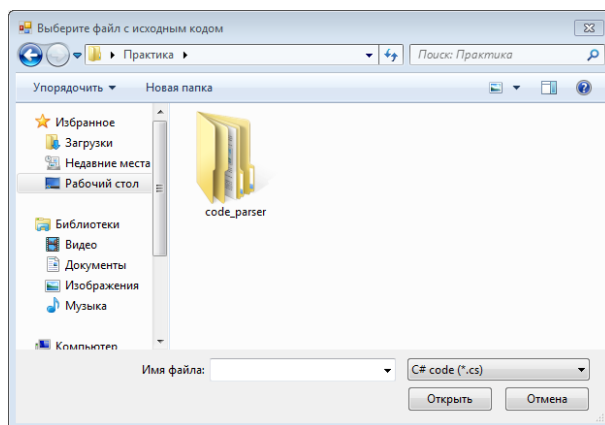 Выберите файл с исходным кодом
Практика
Поиск: Практика
Упорядочить
Новая папка
Избранное
Загрузки
Недавние места
Рабочий стол
Библиотеки
Видео
Документы
Изображения
Музыка
Компьютер
code_parser
Имя файла:
C# code (*.cs)
Открыть
Отмена